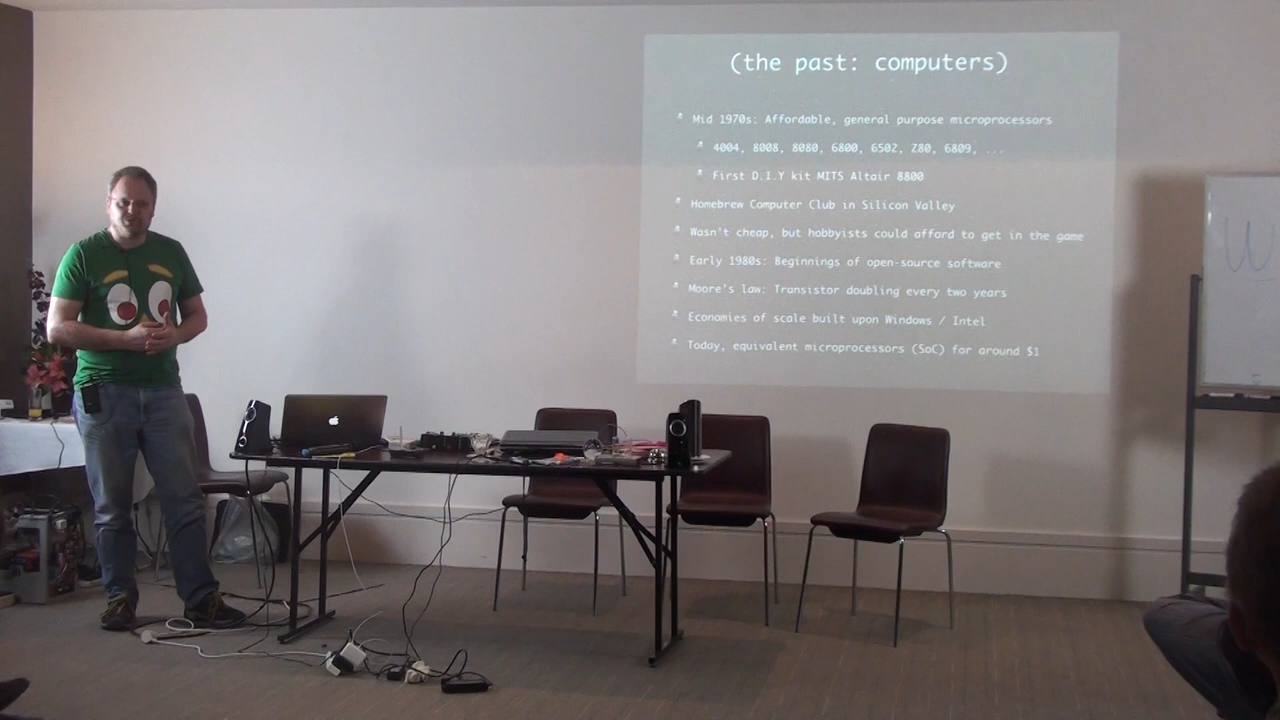 (the past: computers)
Mid 1970s: Affordable, general purpose microprocessors
4004, 8008, 8080, 6800, 6502, Z80, 6809, ...
First D.I.Y kit MITS Altair 8800
Homebrew Computer Club in Silicon Valley
Wasn't cheap, but hobbyists could afford to get in the game
Early 1980s: Beginnings of open-source software
Moore's law: Transistor doubling every two years
Economies of scale built upon Windows / Intel
Today, equivalent microprocessors (SoC) for around $1